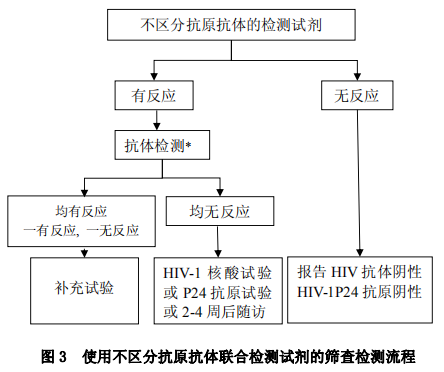 不区分抗原抗体的检测试剂
有反应
无反应
抗体检测*
均有反应
一有反应, 一无反应
均无反应
补充试验
HIV-1 核酸试验
或 P24 抗原试验
或 2-4 周后随访
报告 HIV 抗体阴性
HIV-1P24 抗原阴性
图 3 使用不区分抗原抗体联合检测试剂的筛查检测流程